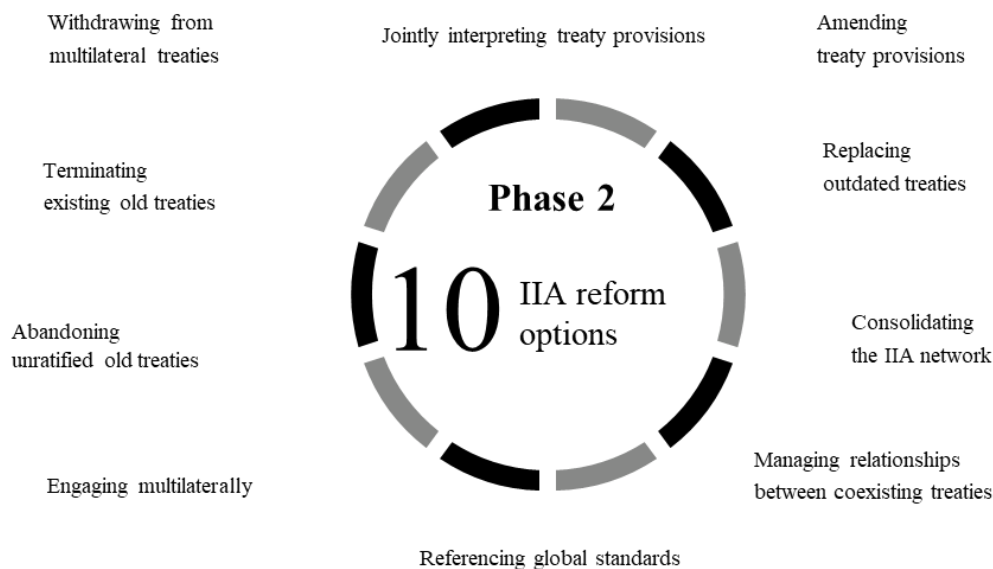 Jointly interpreting treaty provisions
Amending
treaty provisions
Replacing
outdated treaties
Consolidating
the IIA network
Managing relationships
between coexisting treaties
Referencing global standards
Engaging multilaterally
Abandoning
unratified old treaties
Terminating
existing old treaties
Withdrawing from
multilateral treaties
Phase 2
10 IIA reform
options